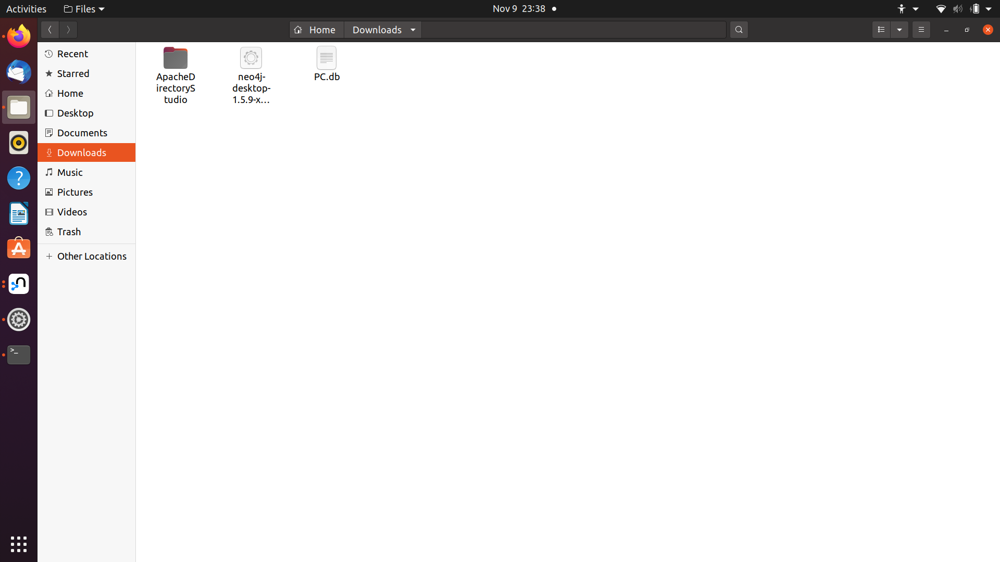 Activities
Files
Nov 9 23:38
Home
Downloads
Recent
Starred
Home
Desktop
Documents
Downloads
Music
Pictures
Videos
Trash
Other Locations
ApacheD
irectoryS
tudio
neo4j-
desktop-
1.5.9-x…
PC.db